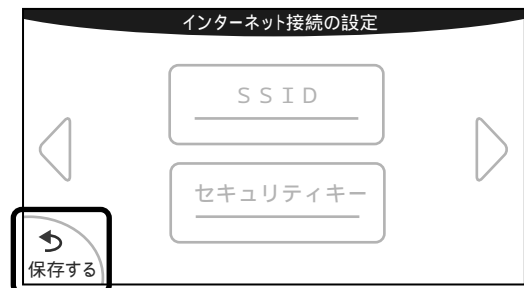 インターネット接続の設定
ＳＳＩＤ
セキュリティキー
保存する